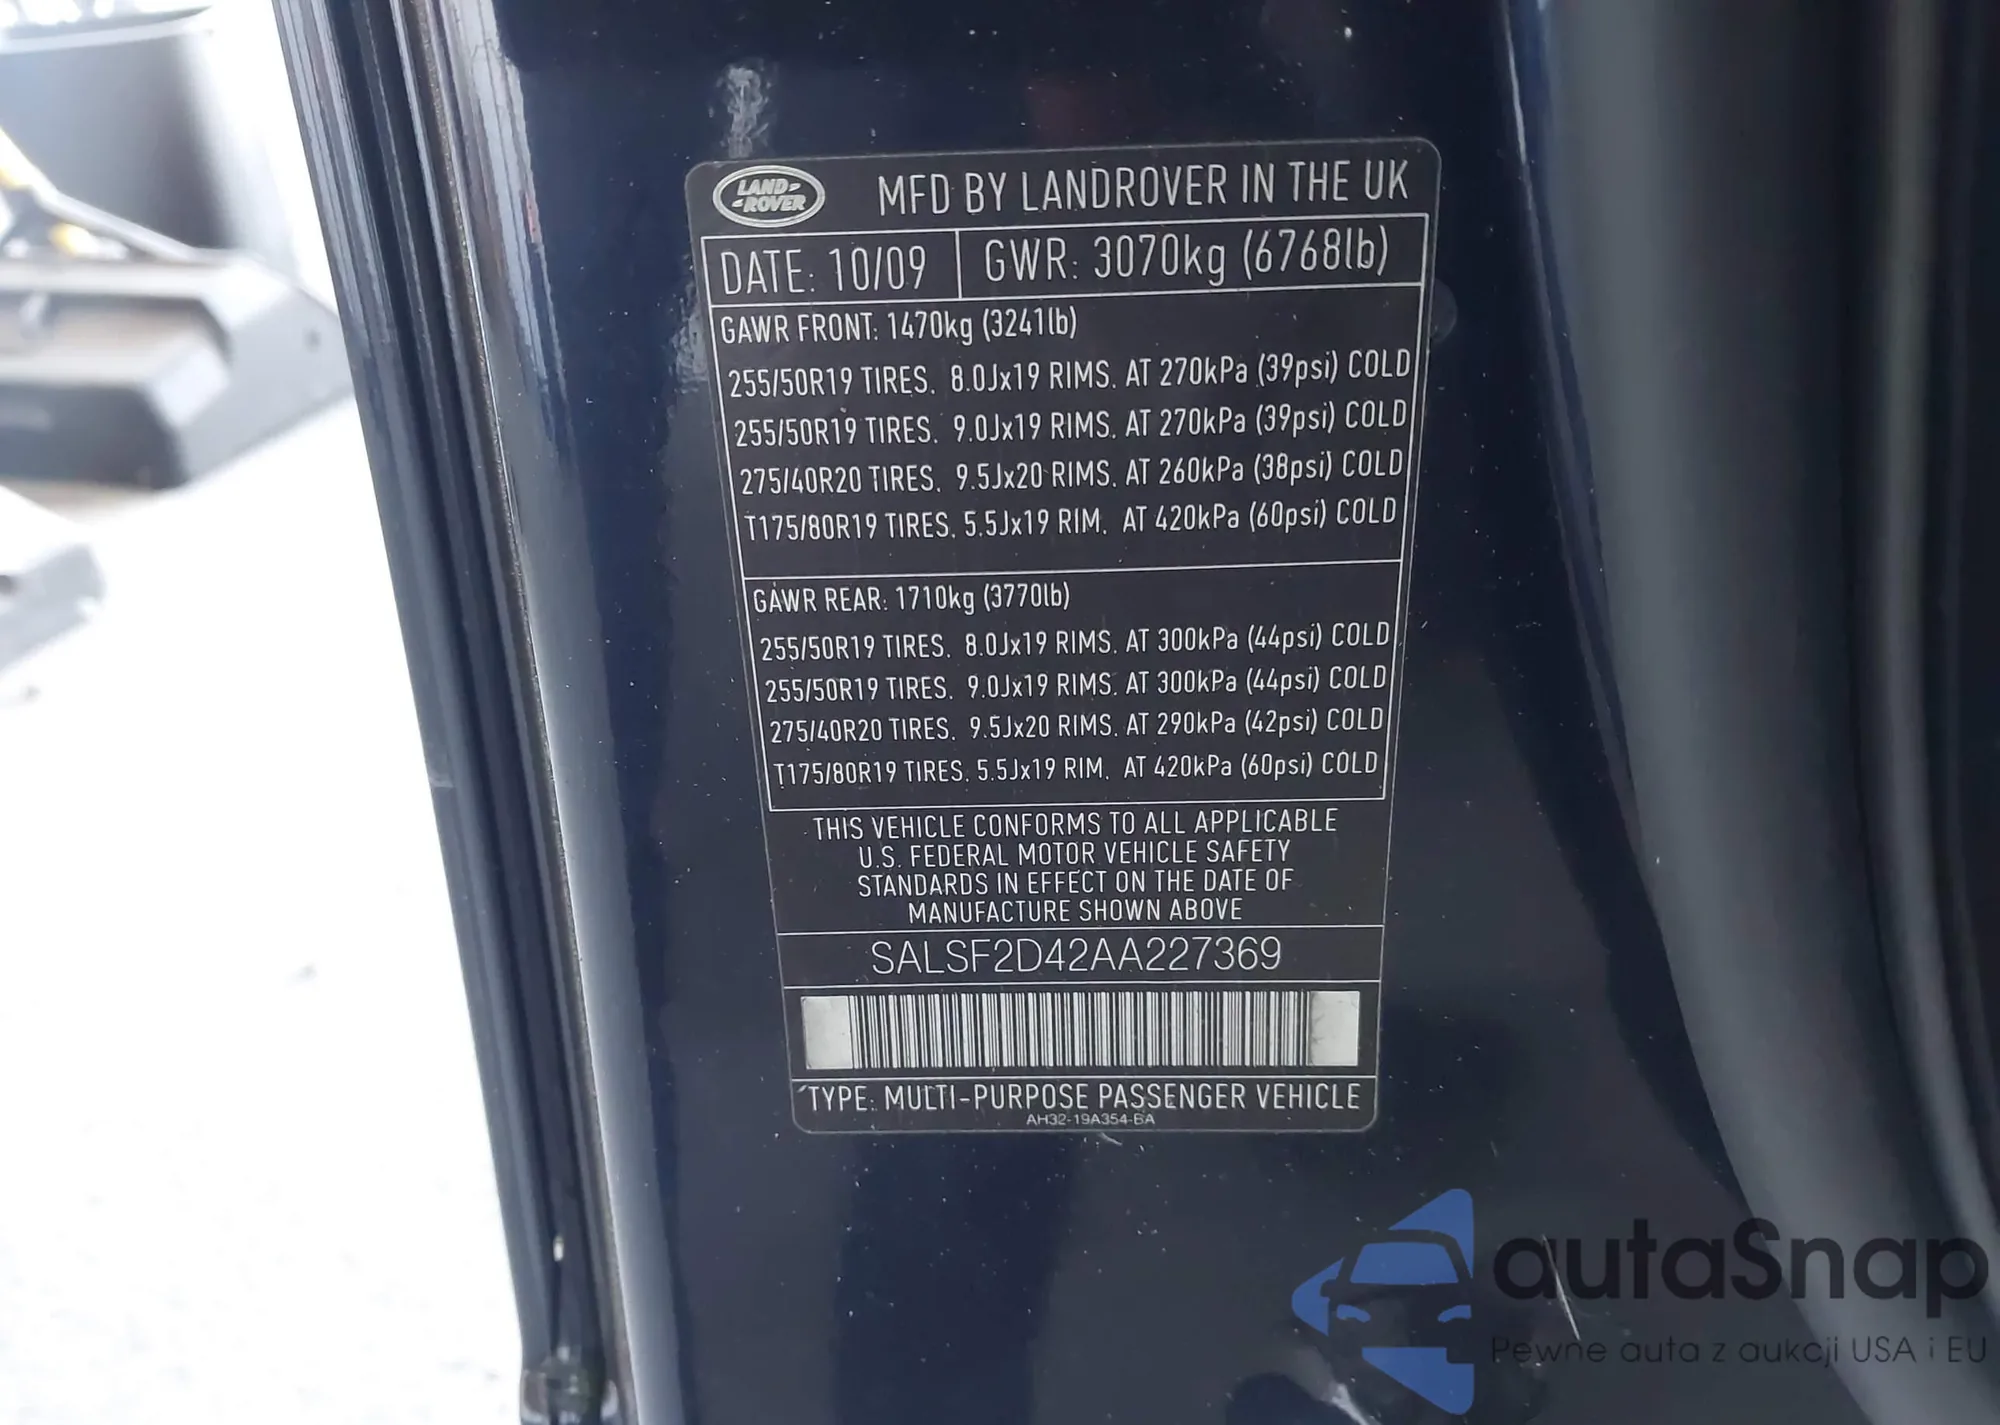 LAND-
-ROVER
MFD BY LANDROVER IN THE UK
DATE: 10/09 GWR: 3070kg (6768lb)
GAWR FRONT: 1470kg (3241lb)
255/50R19 TIRES. 8.0Jx19 RIMS. AT 270kPa (39psi) COLD
255/50R19 TIRES. 9.0Jx19 RIMS. AT 270kPa (39psi) COLD
275/40R20 TIRES. 9.5Jx20 RIMS. AT 260kPa (38psi) COLD
T175/80R19 TIRES. 5.5Jx19 RIM. AT 420kPa (60psi) COLD
GAWR REAR: 1710kg (3770lb)
255/50R19 TIRES. 8.0Jx19 RIMS. AT 300kPa (44psi) COLD
255/50R19 TIRES. 9.0Jx19 RIMS. AT 300kPa (44psi) COLD
275/40R20 TIRES. 9.5Jx20 RIMS. AT 290kPa (42psi) COLD
T175/80R19 TIRES. 5.5Jx19 RIM. AT 420kPa (60psi) COLD
THIS VEHICLE CONFORMS TO ALL APPLICABLE
U.S. FEDERAL MOTOR VEHICLE SAFETY
STANDARDS IN EFFECT ON THE DATE OF
MANUFACTURE SHOWN ABOVE
SALSF2D42AA227369
TYPE: MULTI-PURPOSE PASSENGER VEHICLE
AH32-19A354-BA
autaSnap
Pewne auta z aukcji USA i EU